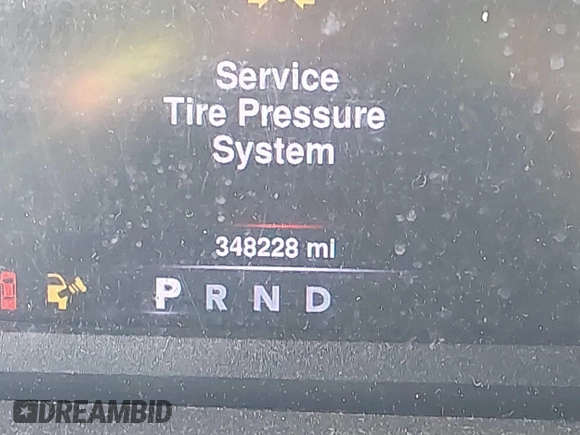 Service
Tire Pressure
System
348228 mi
P R N D
DREAMBID